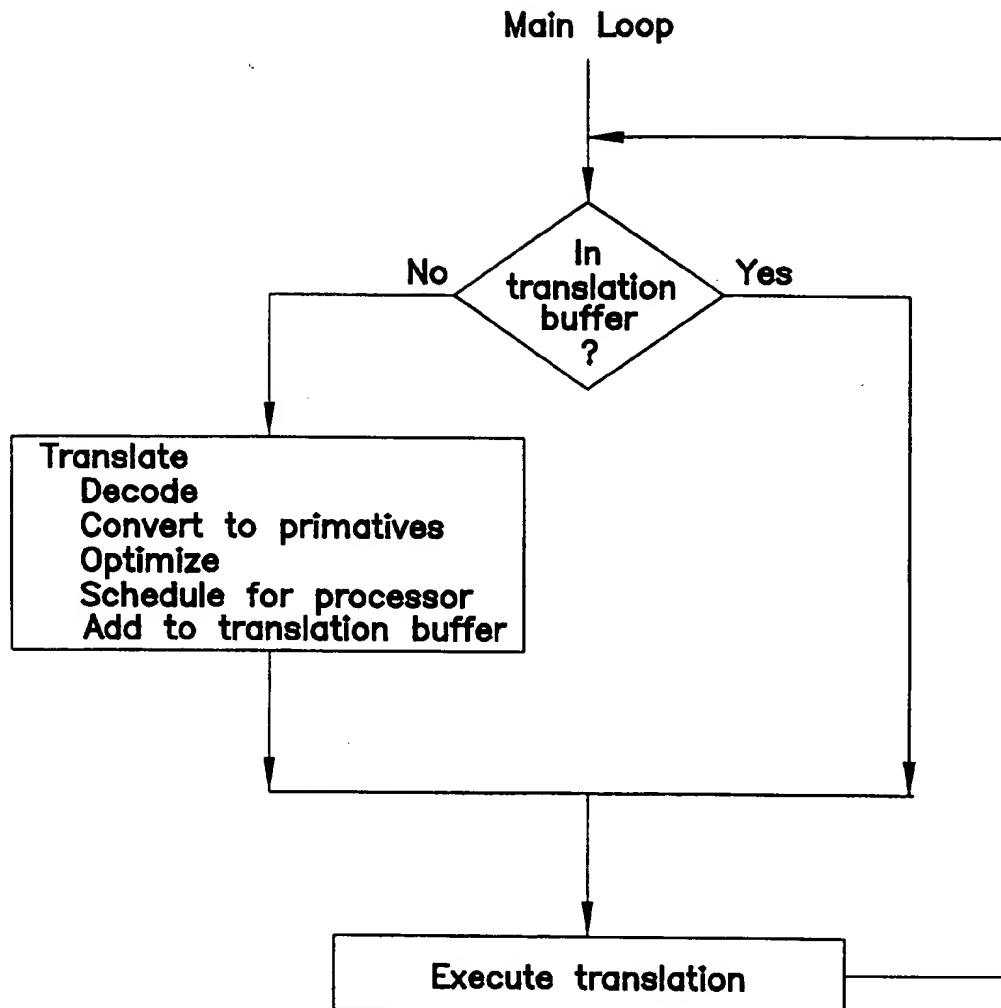 Main Loop
In
translation
buffer
?
No
Yes
Translate
Decode
Convert to primatives
Optimize
Schedule for processor
Add to translation buffer
Execute translation